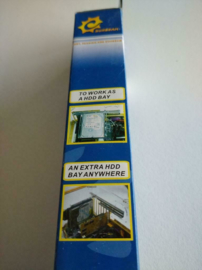 TO WORK AS
A HDD BAY
AN EXTRA HDD
BAY ANYWHERE